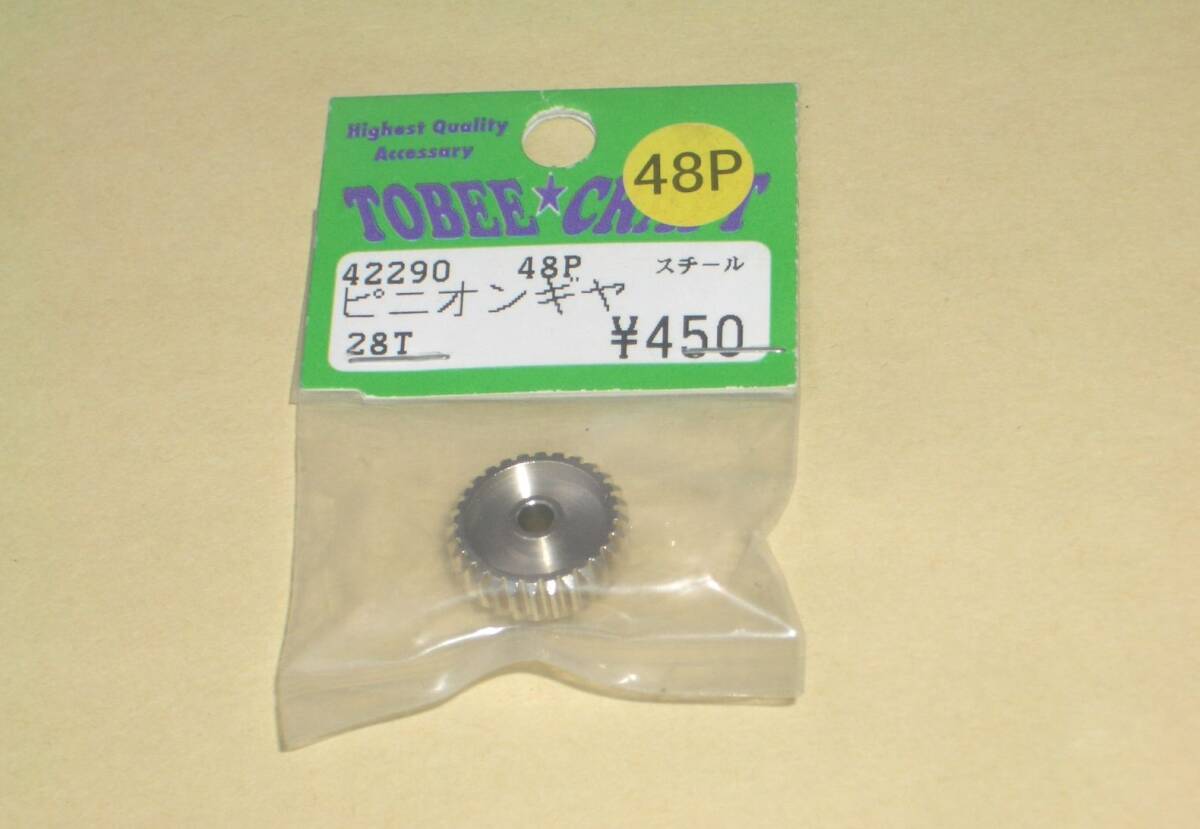 Highest Quality
Accessary
48P
TOBEE★CRAFT
42290 48P スチール
ピニオンギヤ
28T ¥450